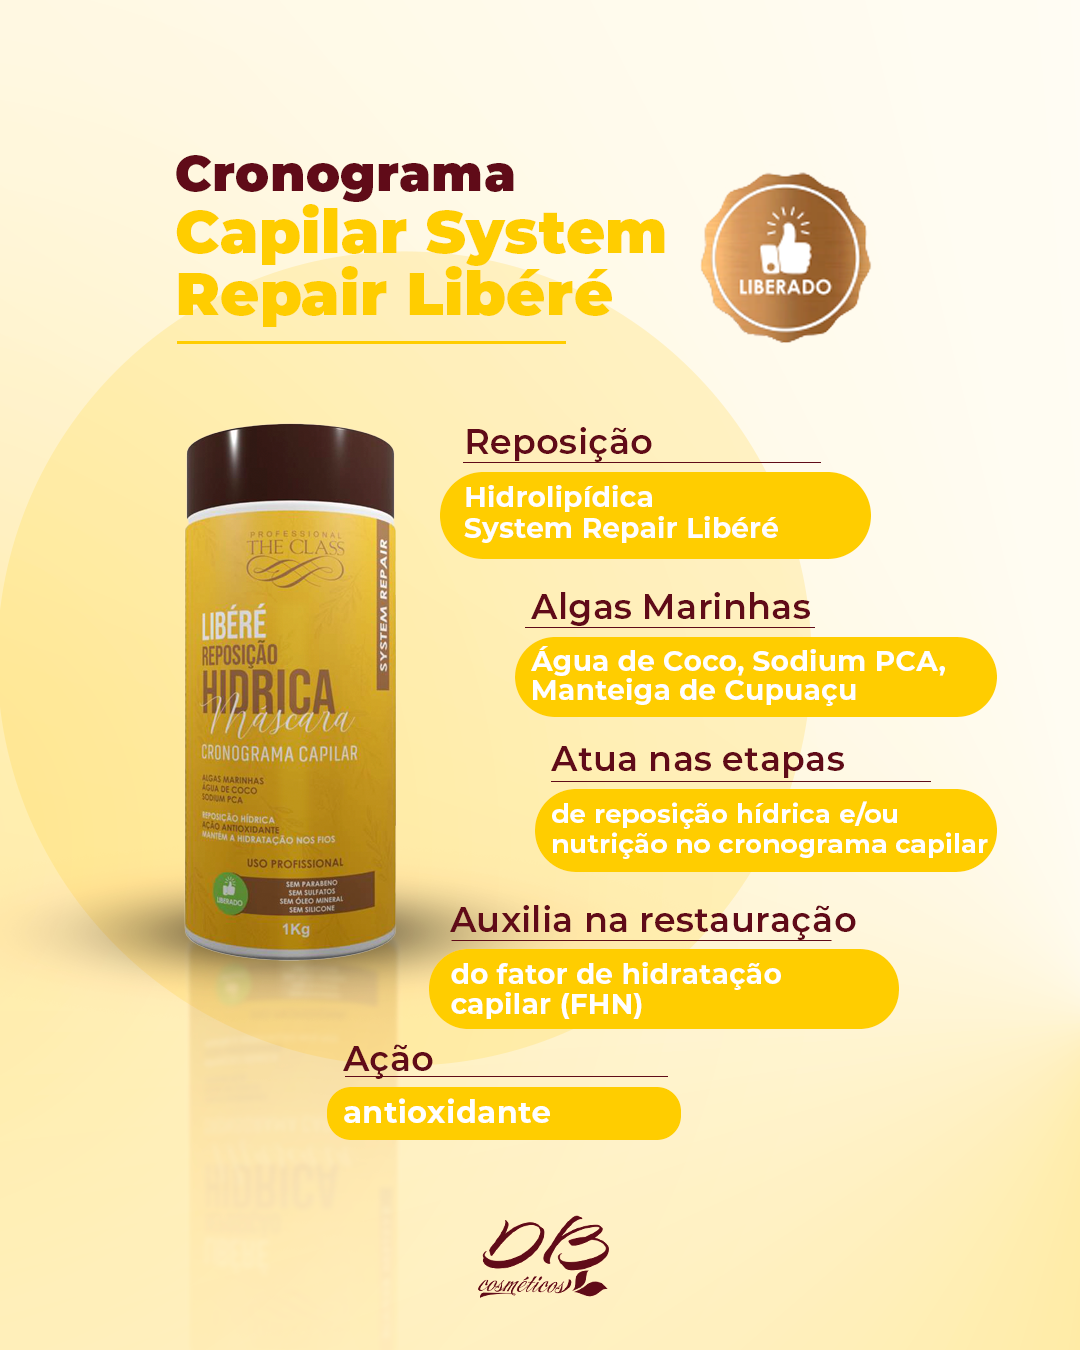 Cronograma
Capilar System
Repair Libéré
LIBERADO
Reposição
Hidrolipídica
System Repair Libéré
Algas Marinhas
Água de Coco, Sodium PCA,
Manteiga de Cupuaçu
Atua nas etapas
de reposição hídrica e/ou
nutrição no cronograma capilar
Auxilia na restauração
do fator de hidratação
capilar (FHN)
Ação
antioxidante
PROFESSIONAL
THE CLASS
SYSTEM REPAIR
LIBÉRÉ
REPOSIÇÃO
HIDRICA
Máscara
CRONOGRAMA CAPILAR
ALGAS MARINHAS
ÁGUA DE COCO
SODIUM PCA
REPOSIÇÃO HÍDRICA
AÇÃO ANTIOXIDANTE
MANTÉM A HIDRATAÇÃO NOS FIOS
USO PROFISSIONAL
LIBERADO
SEM PARABENO
SEM SULFATOS
SEM ÓLEO MINERAL
SEM SILICONE
1Kg
DB
cosméticos